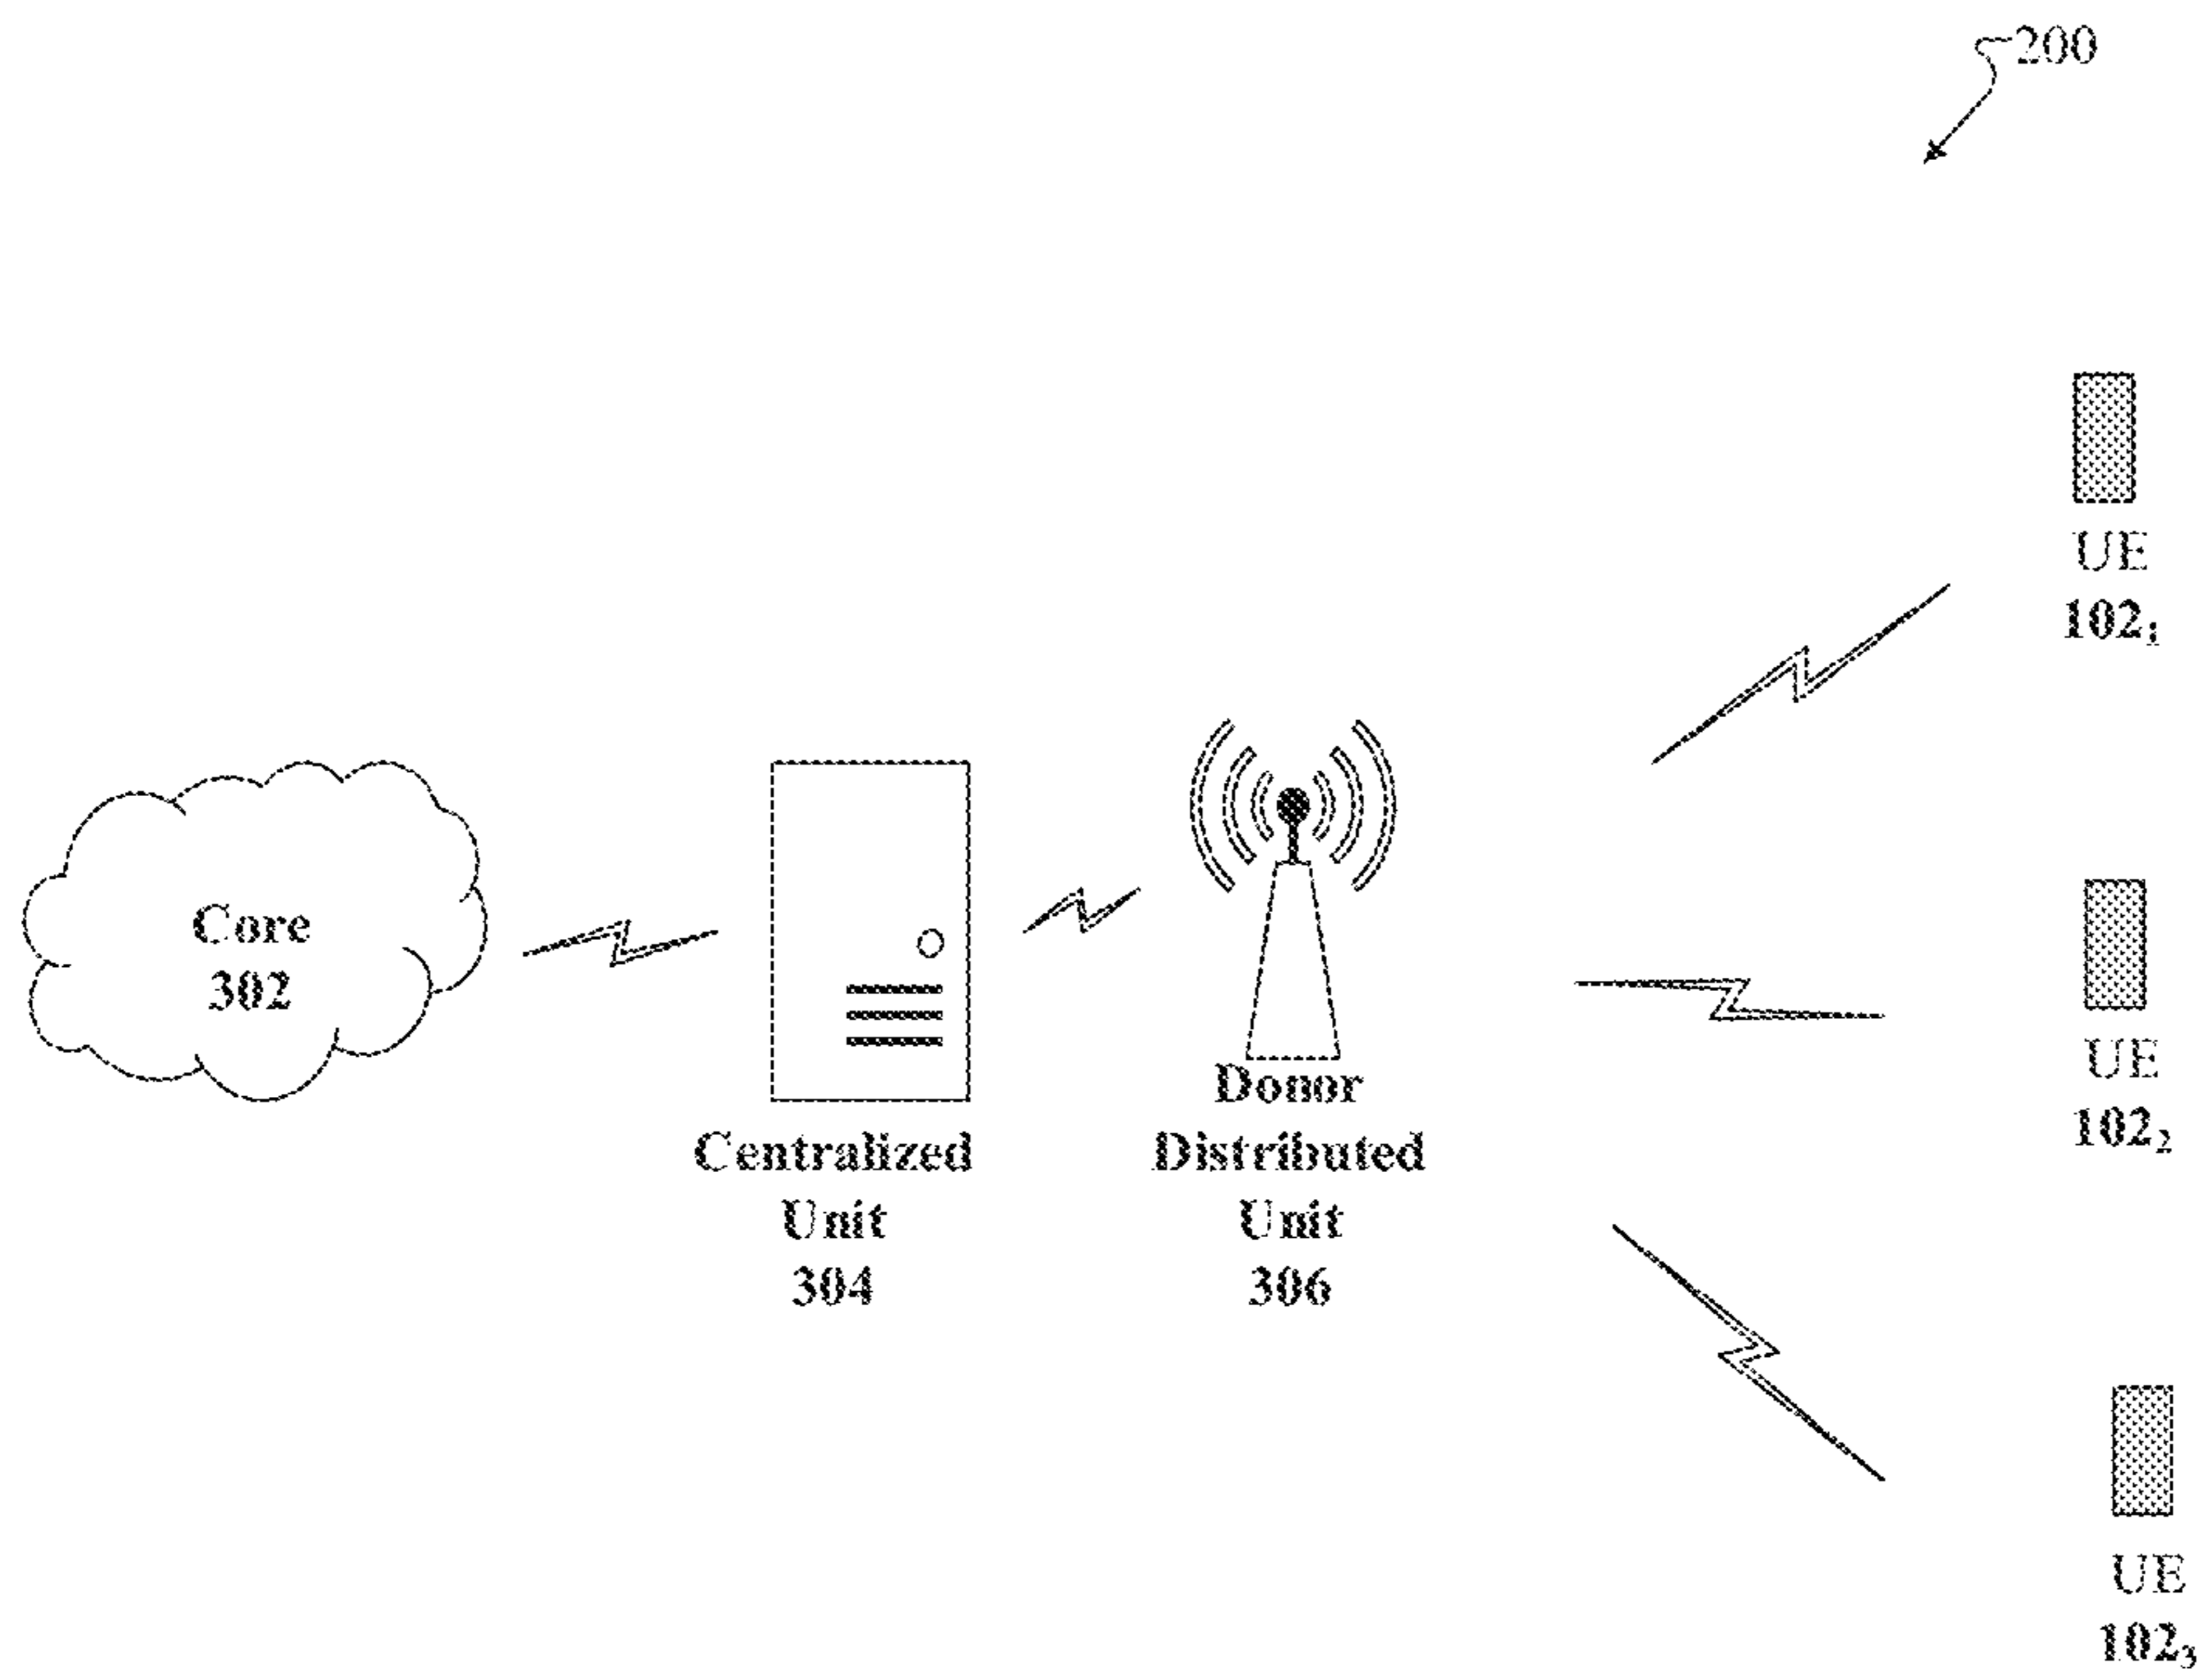 200
UE
102₁
Core
302
Centralized
Unit
304
Donor
Distributed
Unit
306
UE
102₂
UE
102₃